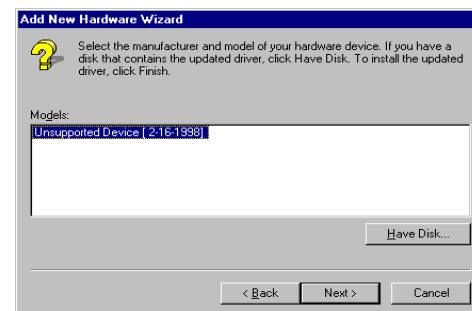 Add New Hardware Wizard
Select the manufacturer and model of your hardware device. If you have a
disk that contains the updated driver, click Have Disk. To install the updated
driver, click Finish.
Models:
Unsupported Device [ 2-16-1998]
Have Disk...
< Back
Next >
Cancel